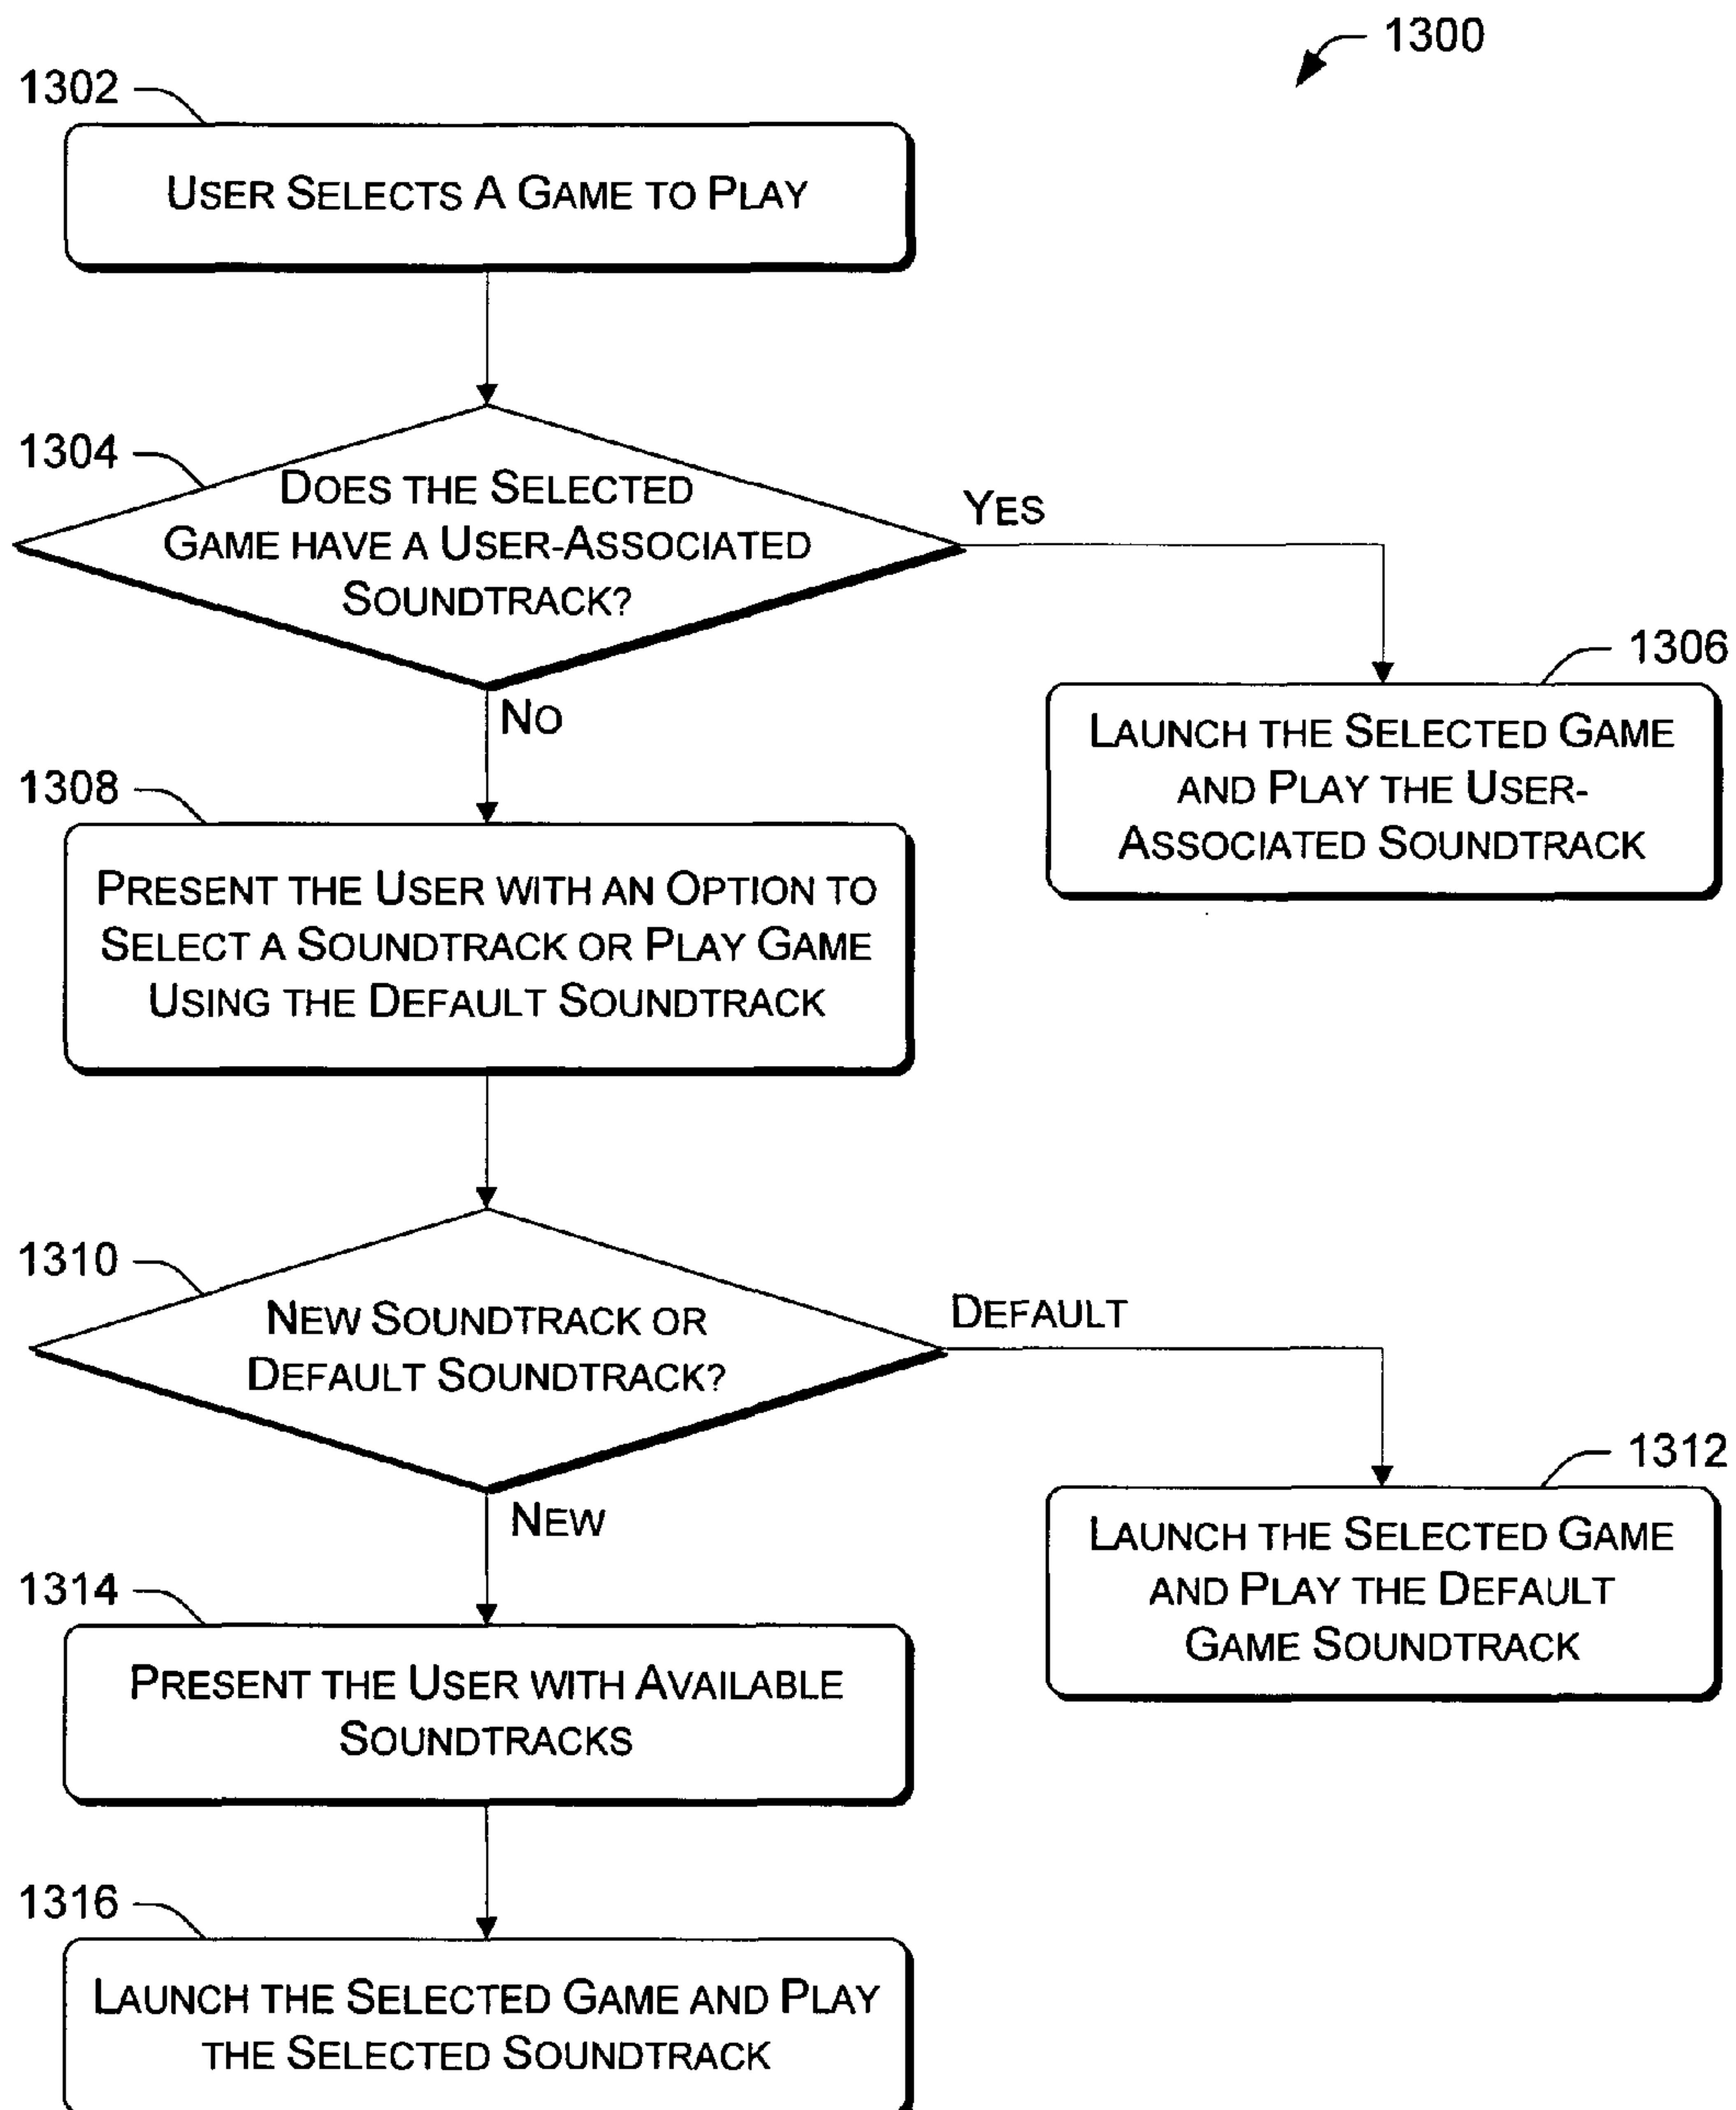 1300
1302
USER SELECTS A GAME TO PLAY
1304
DOES THE SELECTED
GAME HAVE A USER-ASSOCIATED
SOUNDTRACK?
YES
NO
1306
LAUNCH THE SELECTED GAME
AND PLAY THE USER-
ASSOCIATED SOUNDTRACK
1308
PRESENT THE USER WITH AN OPTION TO
SELECT A SOUNDTRACK OR PLAY GAME
USING THE DEFAULT SOUNDTRACK
1310
NEW SOUNDTRACK OR
DEFAULT SOUNDTRACK?
DEFAULT
NEW
1312
LAUNCH THE SELECTED GAME
AND PLAY THE DEFAULT
GAME SOUNDTRACK
1314
PRESENT THE USER WITH AVAILABLE
SOUNDTRACKS
1316
LAUNCH THE SELECTED GAME AND PLAY
THE SELECTED SOUNDTRACK